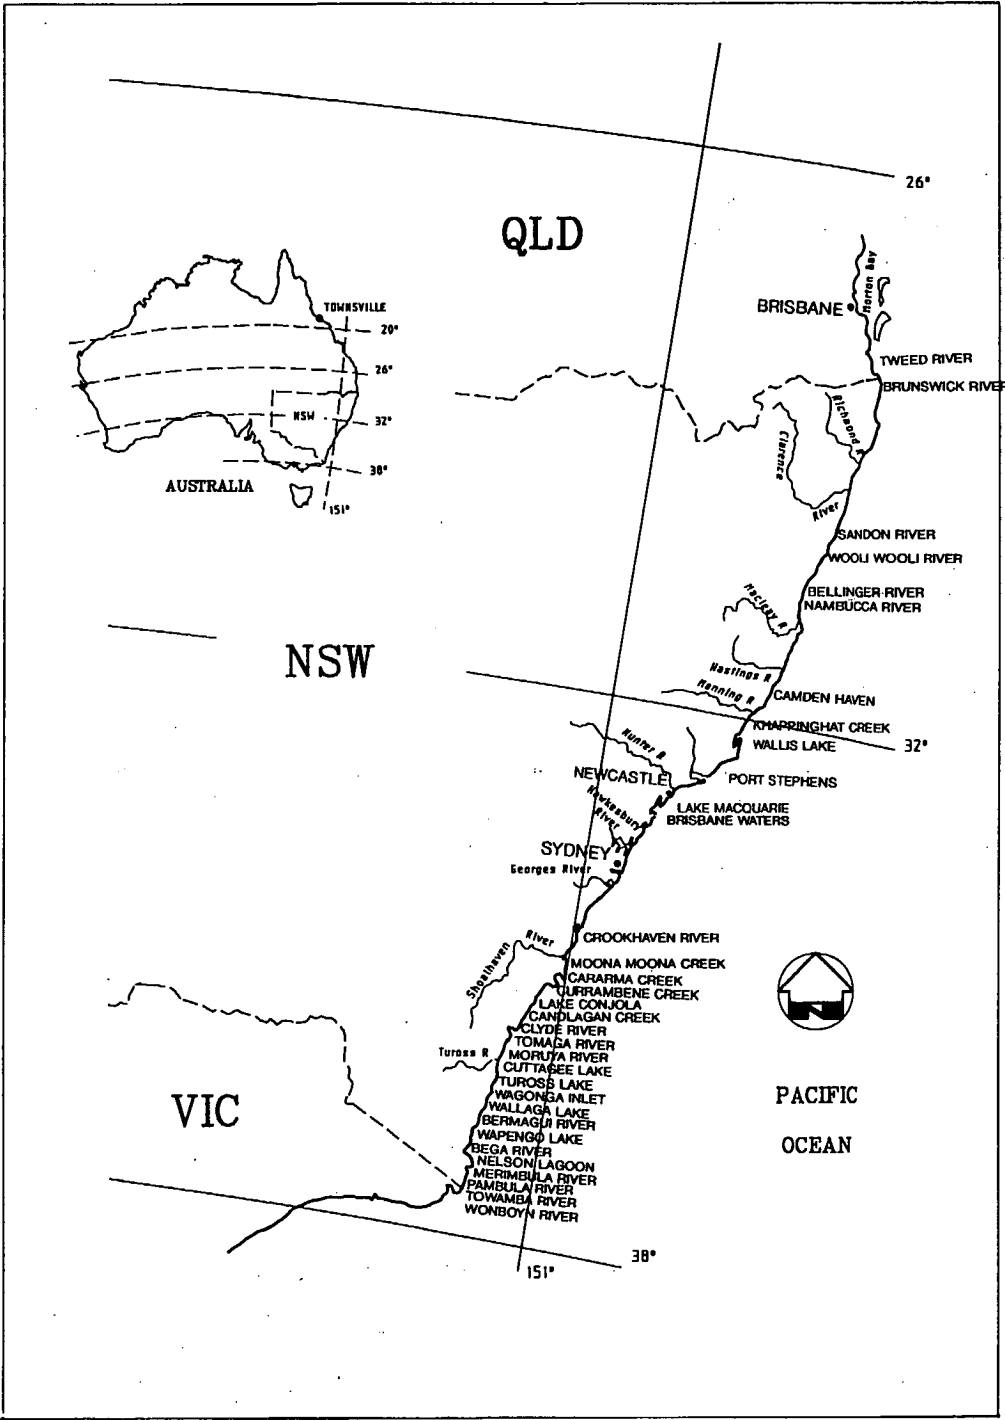 26°
QLD
Morton Bay
TOWNSVILLE
BRISBANE
20°
TWEED RIVER
26°
BRUNSWICK RIVER
Richmond R
NSW
32°
Clarence
River
38°
AUSTRALIA
151°
SANDON RIVER
WOOLI WOOLI RIVER
BELLINGER RIVER
NAMBUCCA RIVER
Macleay R
NSW
Hastings R
Manning R
CAMDEN HAVEN
KHAPPINGHAT CREEK
32°
WALLIS LAKE
Hunter R
NEWCASTLE
PORT STEPHENS
Hawkesbury
River
LAKE MACQUARIE
BRISBANE WATERS
SYDNEY
Georges River
CROOKHAVEN RIVER
Shoalhaven
River
MOONA MOONA CREEK
CARARMA CREEK
CURRAMBENE CREEK
LAKE CONJOLA
CANDLAGAN CREEK
CLYDE RIVER
TOMAGA RIVER
Tuross R
MORUYA RIVER
CUTTAGEE LAKE
TUROSS LAKE
WAGONGA INLET
WALLAGA LAKE
BERMAGUI RIVER
WAPENGO LAKE
BEGA RIVER
NELSON LAGOON
MERIMBULA RIVER
PAMBULA RIVER
TOWAMBA RIVER
WONBOYN RIVER
N
PACIFIC
OCEAN
VIC
38°
151°